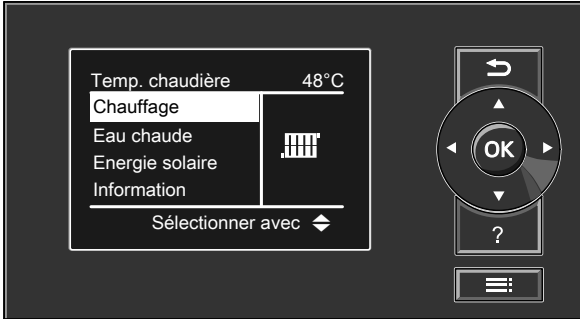 Temp. chaudière 48°C
Chauffage
Eau chaude
Energie solaire
Information
Sélectionner avec
OK
?